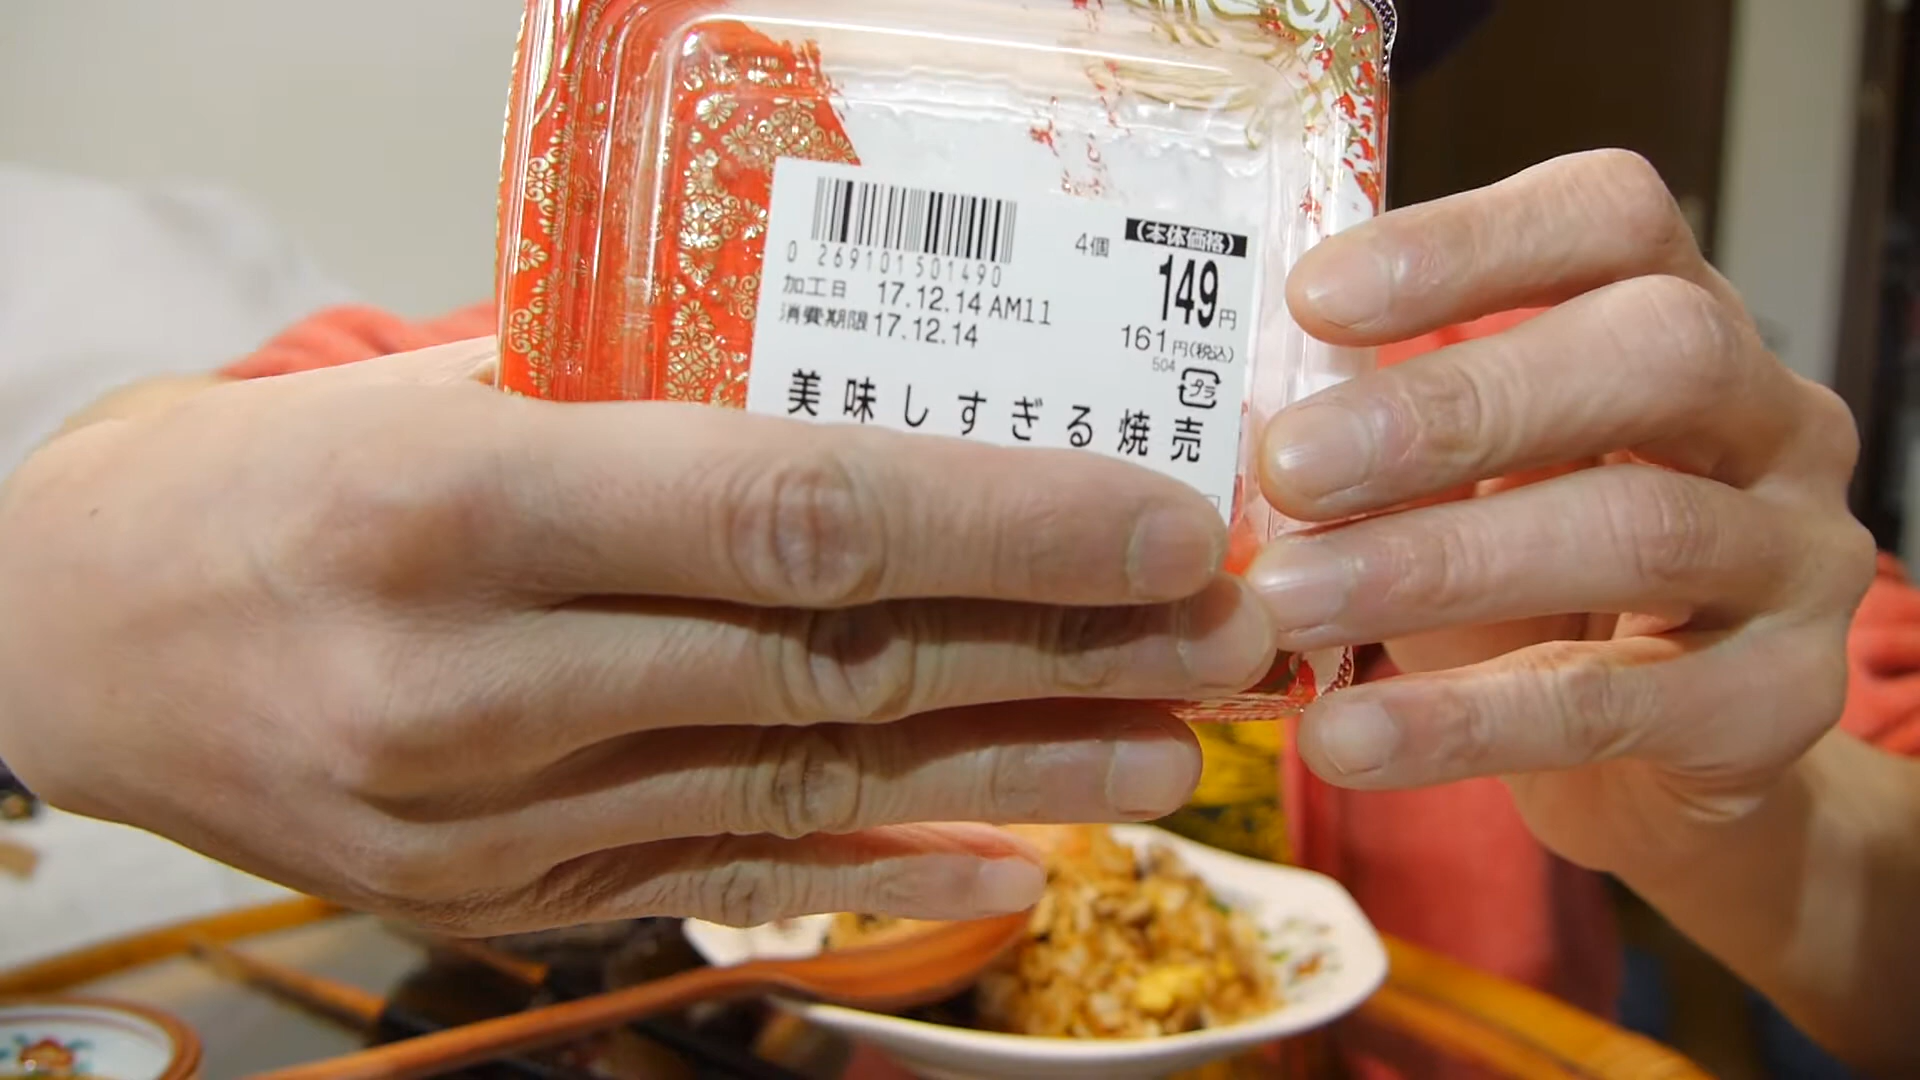 4個
(本体価格)
0 269101501490
149円
加工日 17.12.14 AM11
消費期限 17.12.14
161円(税込)
504
プラ
美味しすぎる焼売